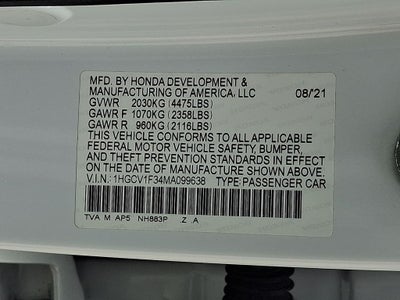 MFD. BY HONDA DEVELOPMENT &
MANUFACTURING OF AMERICA, LLC 08/21
GVWR 2030KG (4475LBS)
GAWR F 1070KG (2358LBS)
GAWR R 960KG (2116LBS)
THIS VEHICLE CONFORMS TO ALL APPLICABLE
FEDERAL MOTOR VEHICLE SAFETY, BUMPER,
AND THEFT PREVENTION STANDARDS IN EFFECT
ON THE DATE OF MANUFACTURE SHOWN ABOVE.
V.I.N.: 1HGCV1F34MA099638 TYPE: PASSENGER CAR
TVA M AP5 NH883P Z A